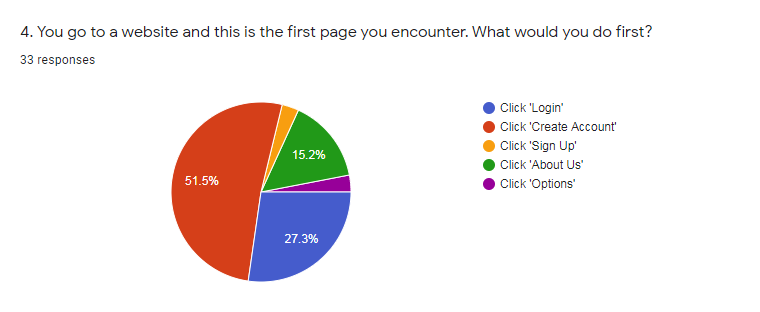 4. You go to a website and this is the first page you encounter. What would you do first?
33 responses
Click 'Login'
Click 'Create Account'
Click 'Sign Up'
Click 'About Us'
Click 'Options'
15.2%
51.5%
27.3%